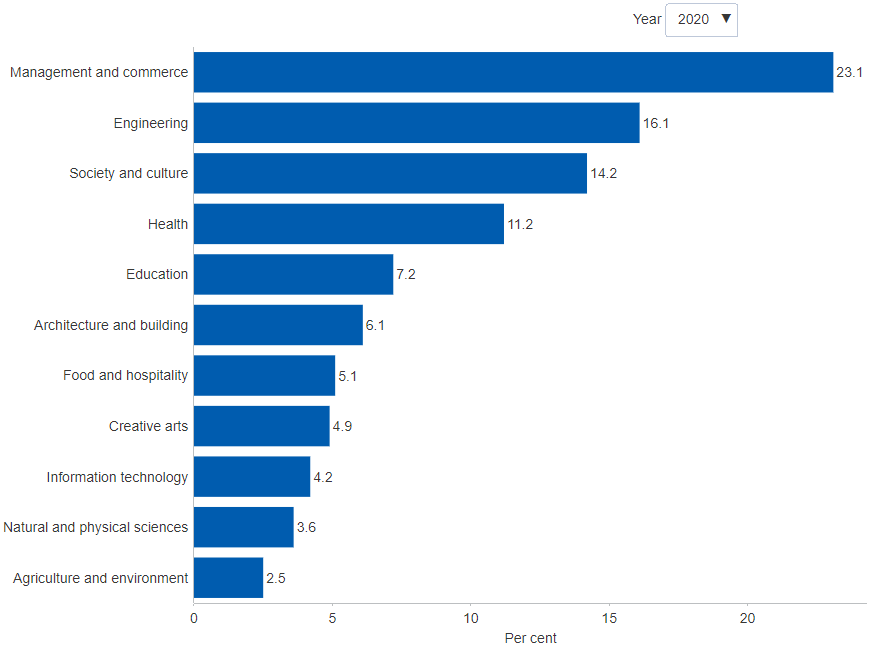 Year 2020 ▼
Management and commerce 23.1
Engineering 16.1
Society and culture 14.2
Health 11.2
Education 7.2
Architecture and building 6.1
Food and hospitality 5.1
Creative arts 4.9
Information technology 4.2
Natural and physical sciences 3.6
Agriculture and environment 2.5
0 5 10 15 20
Per cent